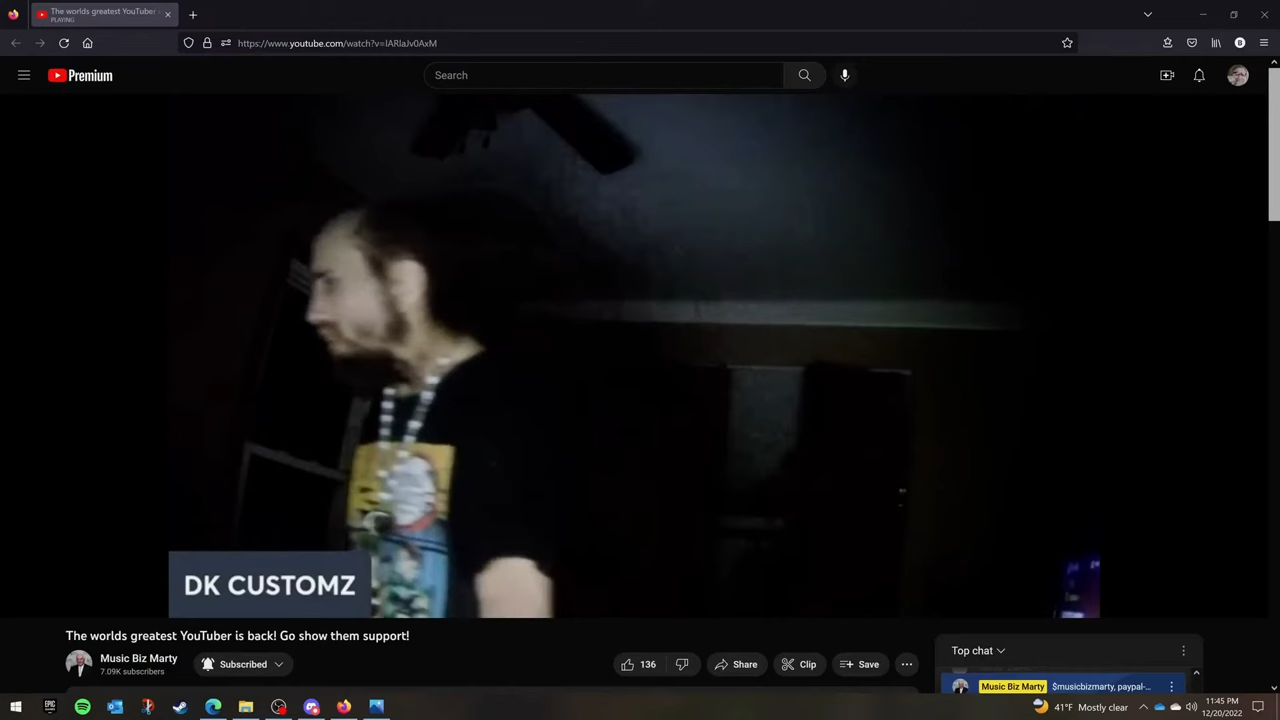 The worlds greatest YouTuber
PLAYING
https://www.youtube.com/watch?v=lARlaJv0AxM
B
Premium
Search
DK CUSTOMZ
The worlds greatest YouTuber is back! Go show them support!
Music Biz Marty
7.09K subscribers
Subscribed
136
Share
Clip
Save
Top chat
Music Biz Marty $musicbizmarty, paypal-...
EPIC GAMES
41°F Mostly clear
11:45 PM
12/20/2022